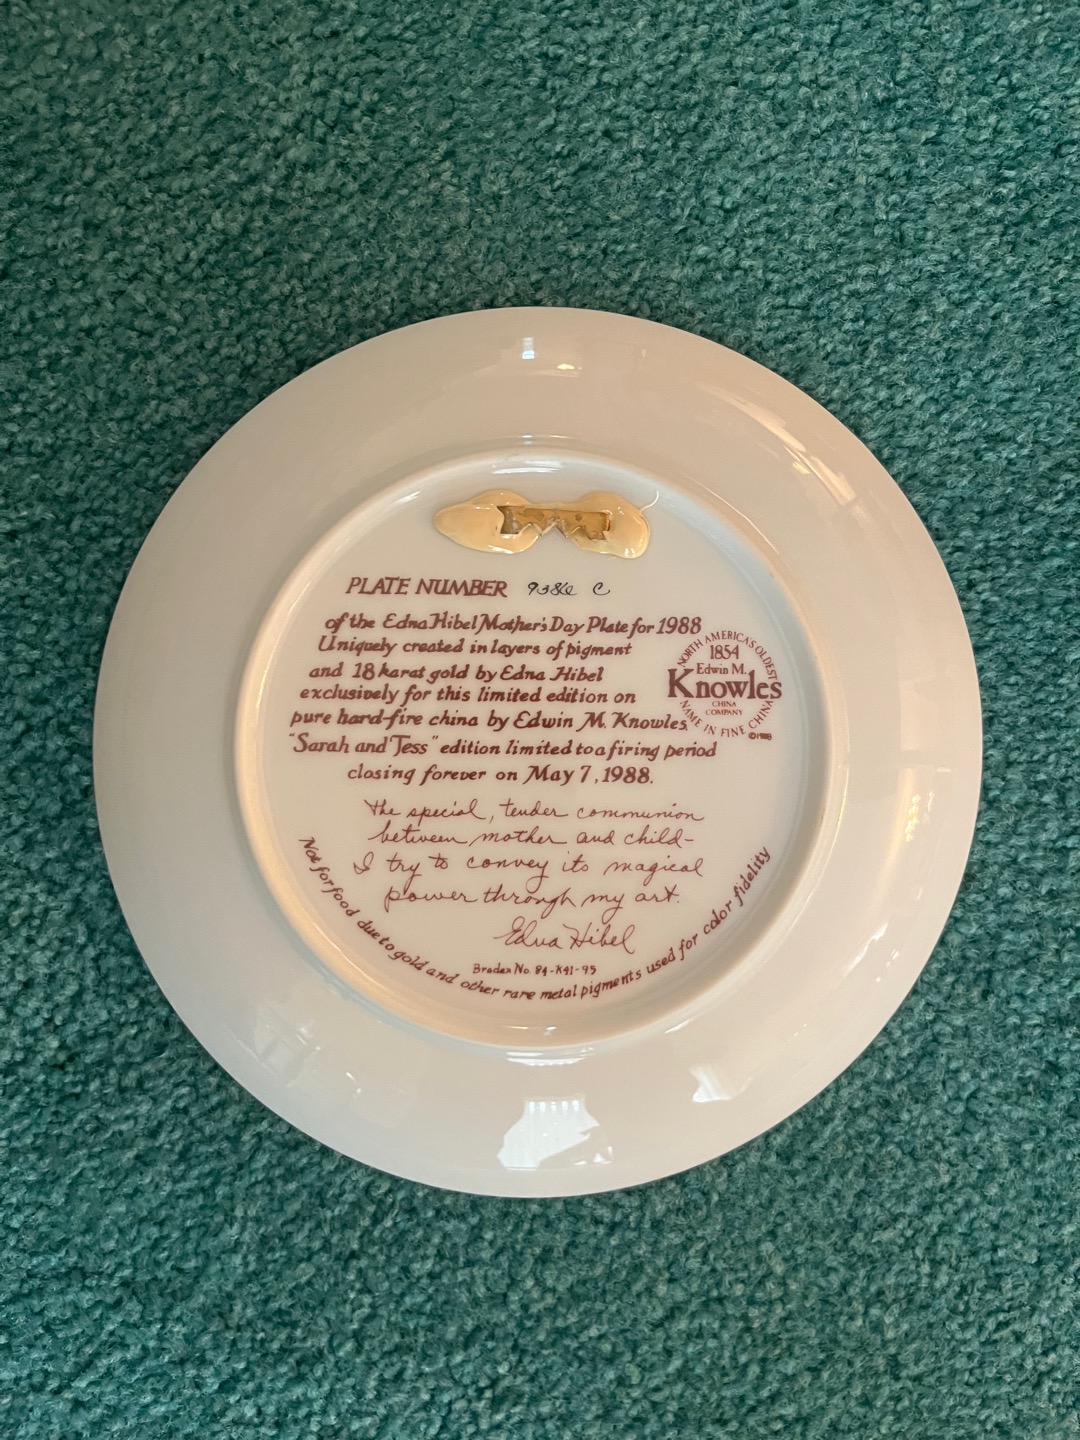 PLATE NUMBER 9386 C
of the Edna Hibel Mother's Day Plate for 1988
Uniquely created in layers of pigment
and 18 karat gold by Edna Hibel
exclusively for this limited edition on
pure hard-fire china by Edwin M. Knowles.
"Sarah and Tess" edition limited to a firing period
closing forever on May 7, 1988.
NORTH AMERICA'S OLDEST
1854
Edwin M.
Knowles
CHINA
COMPANY
NAME IN FINE CHINA
©1988
The special, tender communion
between mother and child-
I try to convey its magical
power through my art.
Edna Hibel
Bradex No. 84-K41-95
Not for food due to gold and other rare metal pigments used for color fidelity